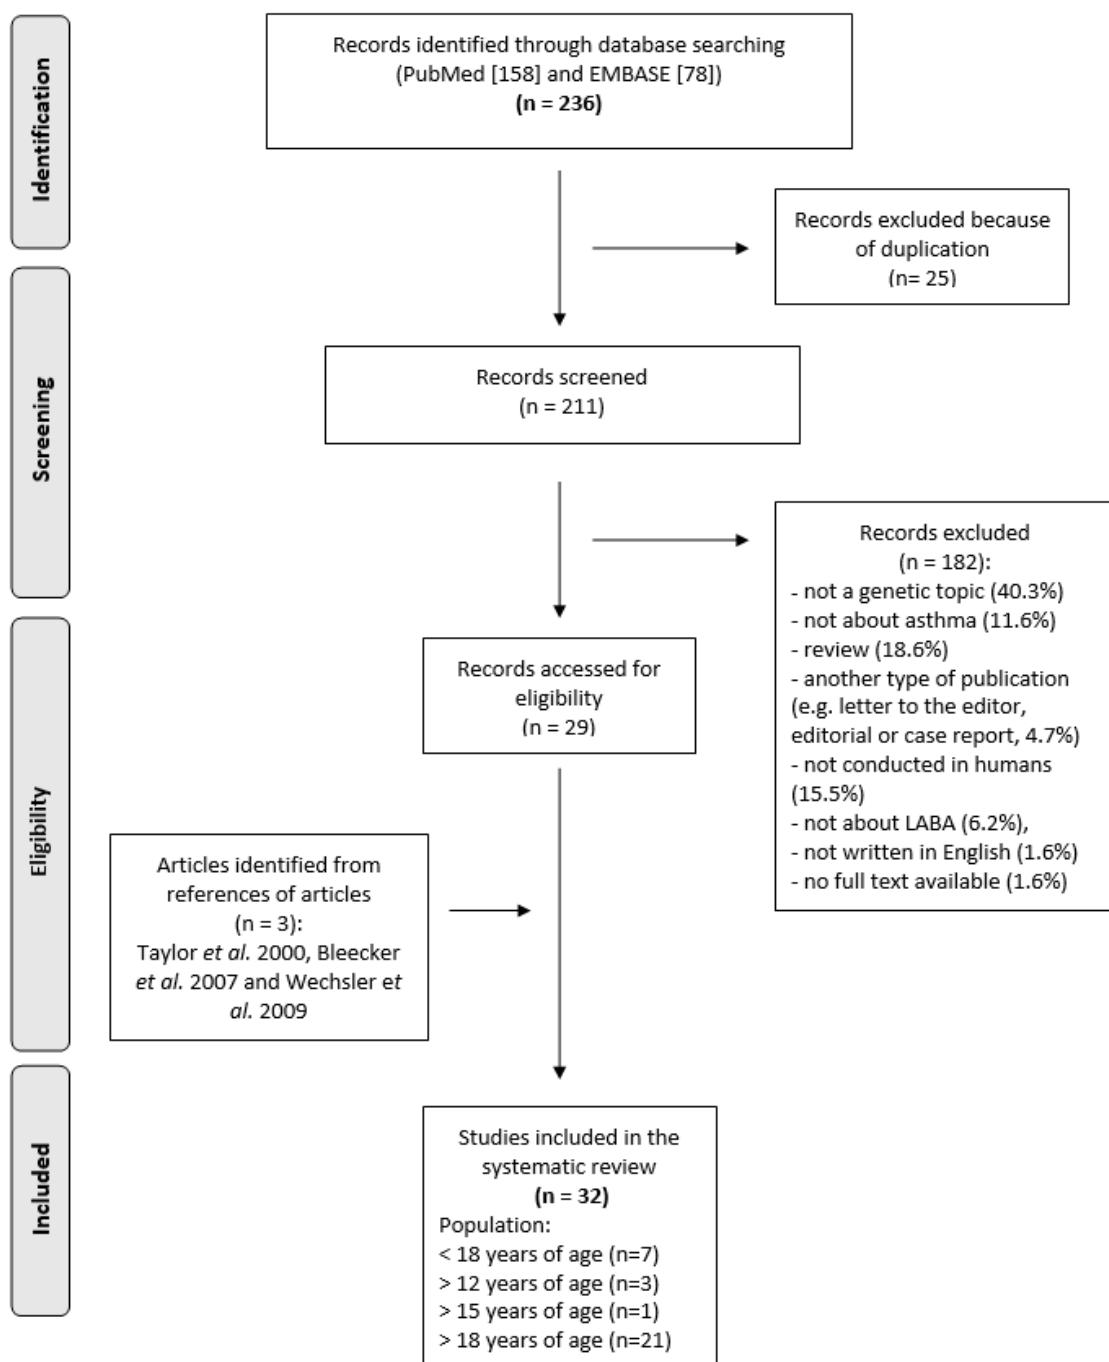 Identification
Records identified through database searching
(PubMed [158] and EMBASE [78])
(n = 236)
Records excluded because
of duplication
(n= 25)
Screening
Records screened
(n = 211)
Records excluded
(n = 182):
- not a genetic topic (40.3%)
- not about asthma (11.6%)
- review (18.6%)
- another type of publication
(e.g. letter to the editor,
editorial or case report, 4.7%)
- not conducted in humans
(15.5%)
- not about LABA (6.2%),
- not written in English (1.6%)
- no full text available (1.6%)
Eligibility
Records accessed for
eligibility
(n = 29)
Articles identified from
references of articles
(n = 3):
Taylor et al. 2000, Bleecker
et al. 2007 and Wechsler et
al. 2009
Included
Studies included in the
systematic review
(n = 32)
Population:
< 18 years of age (n=7)
> 12 years of age (n=3)
> 15 years of age (n=1)
> 18 years of age (n=21)